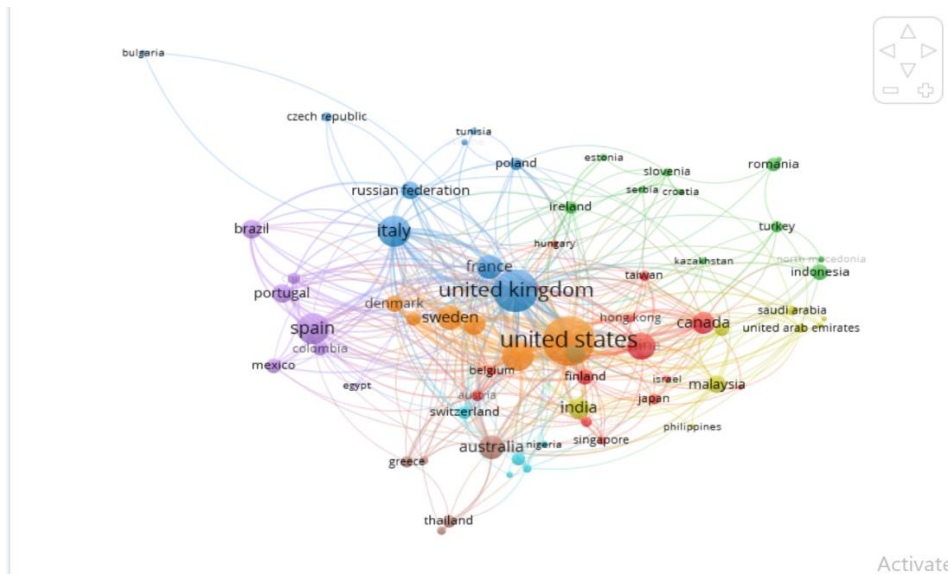 bulgaria
czech republic
tunisia
poland
estonia
slovenia
romania
russian federation
serbia
croatia
ireland
brazil
italy
turkey
hungary
kazakhstan
north macedonia
france
taiwan
indonesia
portugal
united kingdom
denmark
sweden
hong kong
canada
saudi arabia
united arab emirates
spain
united states
colombia
mexico
belgium
finland
israel
malaysia
egypt
austria
japan
switzerland
india
philippines
australia
nigeria
singapore
greece
thailand
Activate